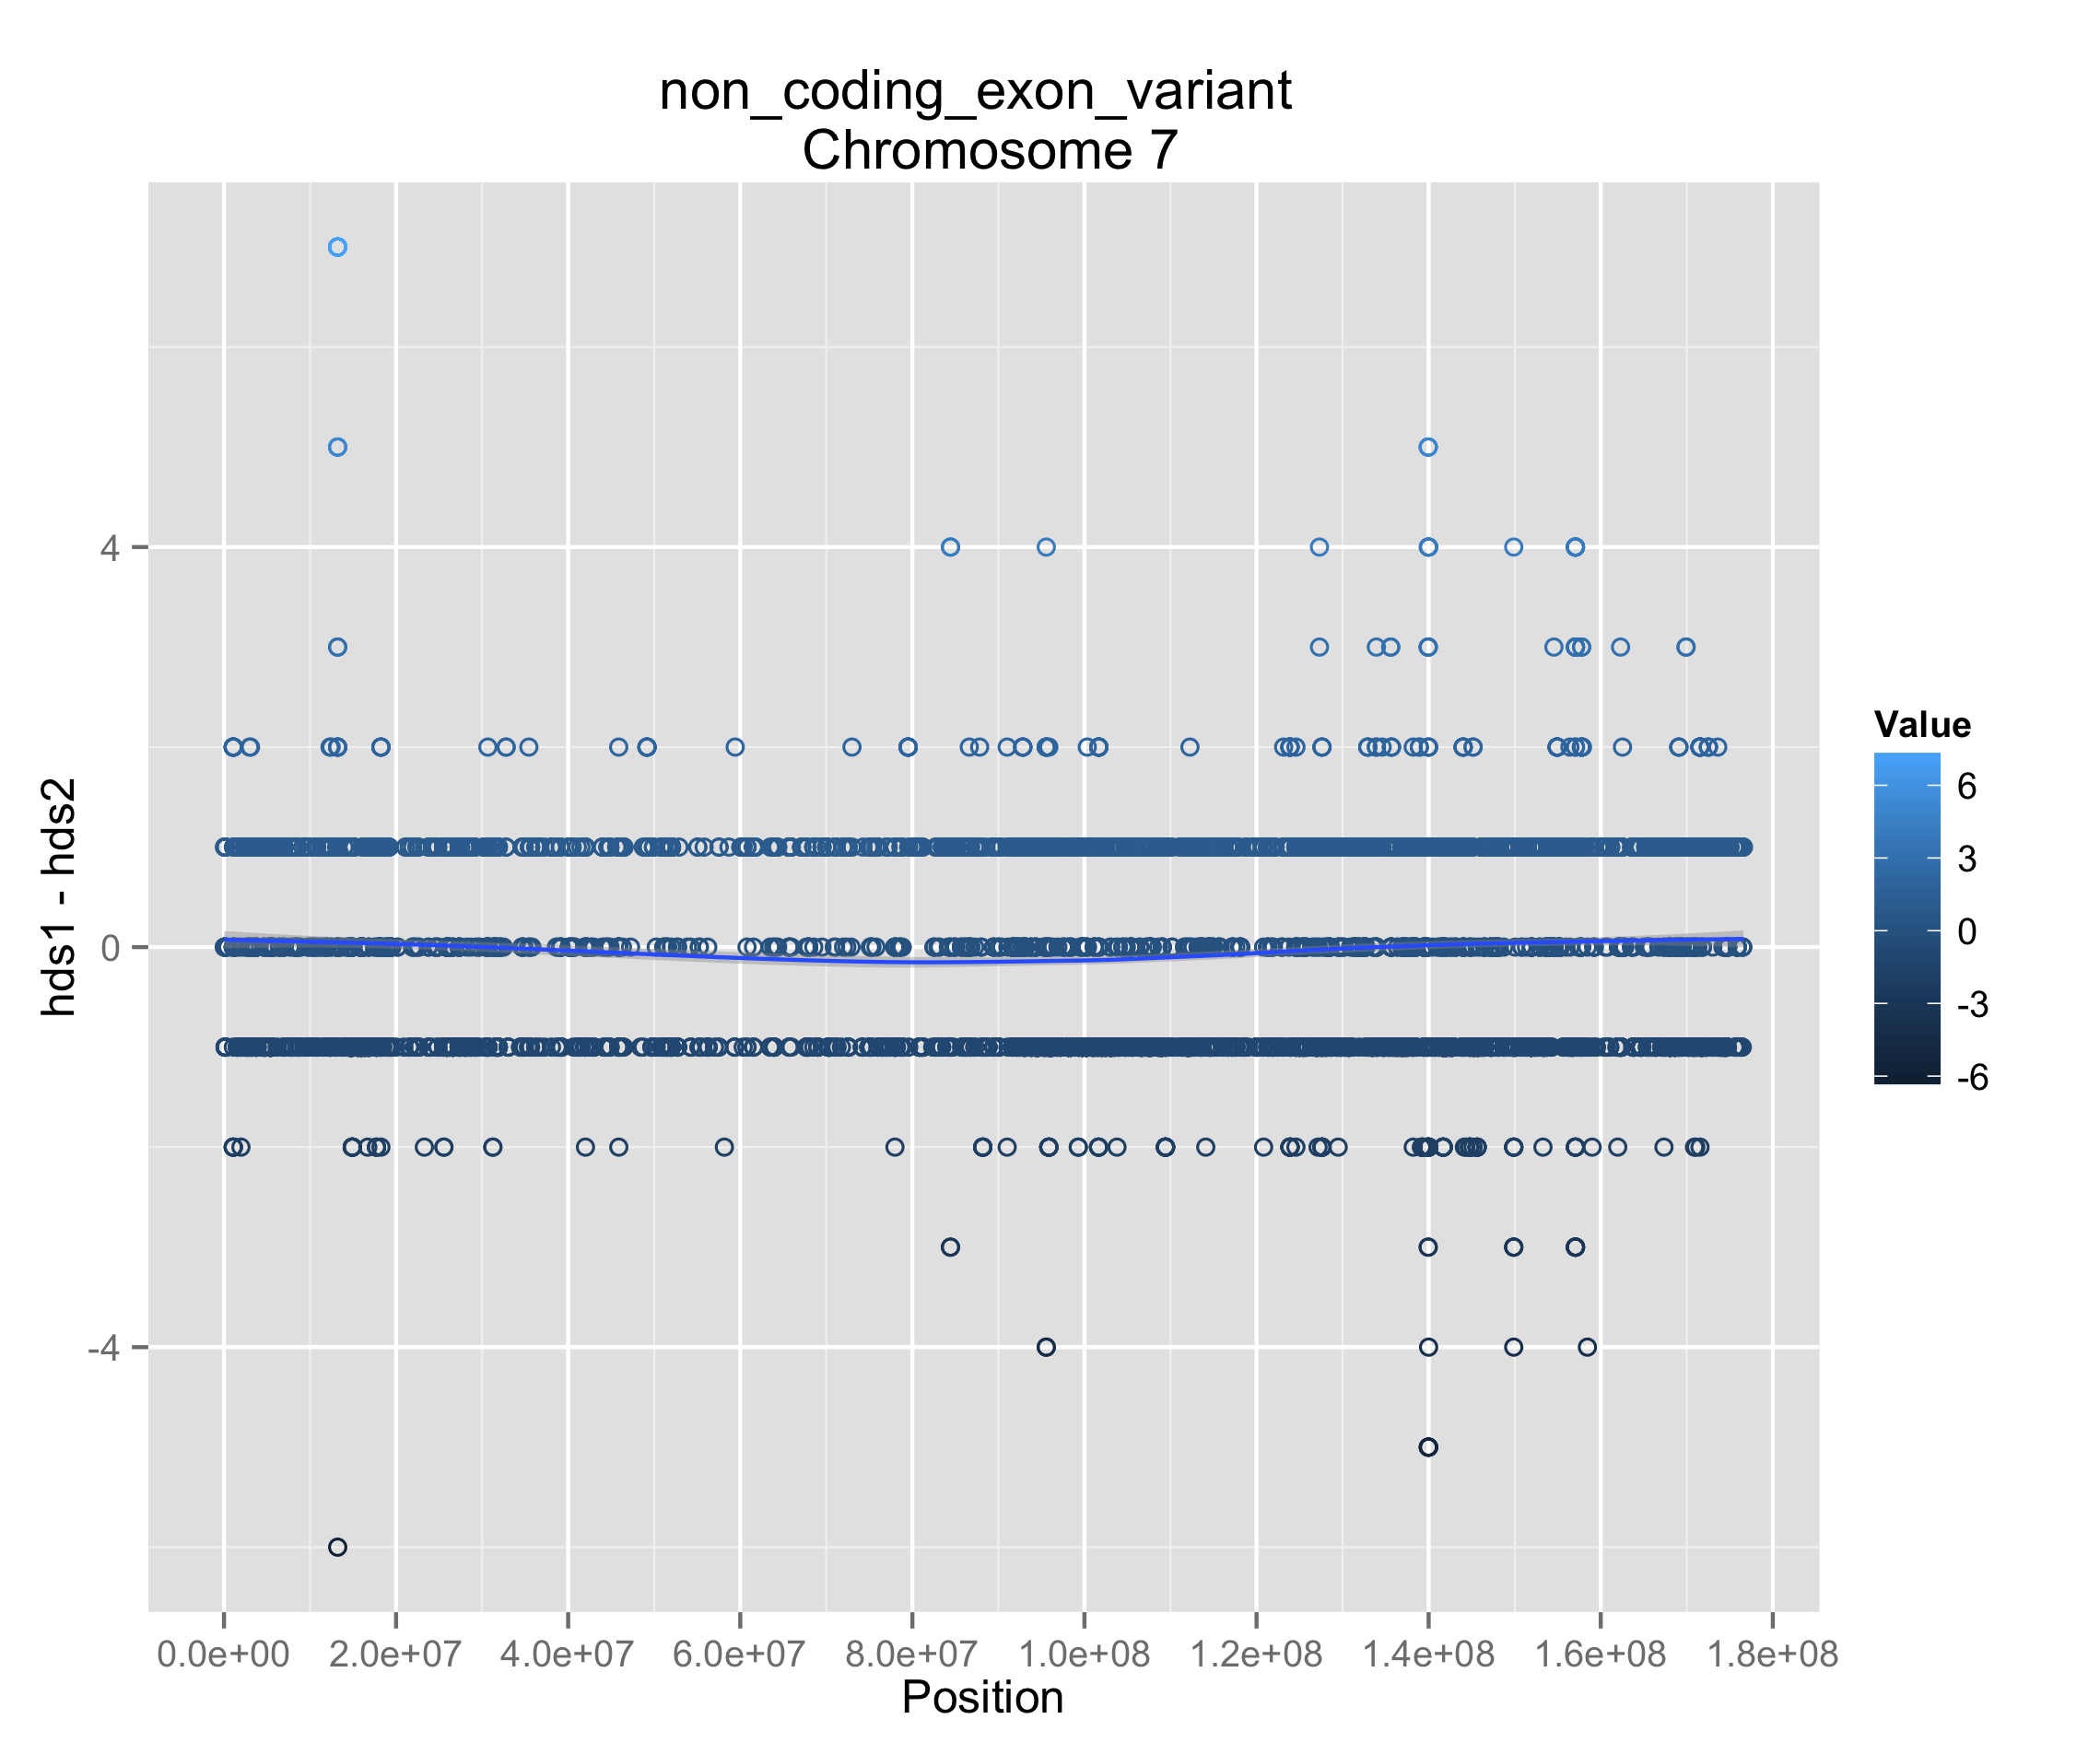 non_coding_exon_variant
Chromosome 7
hds1 - hds2
4
0
-4
0.0e+00 2.0e+07 4.0e+07 6.0e+07 8.0e+07 1.0e+08 1.2e+08 1.4e+08 1.6e+08 1.8e+08
Position
Value
6
3
0
-3
-6